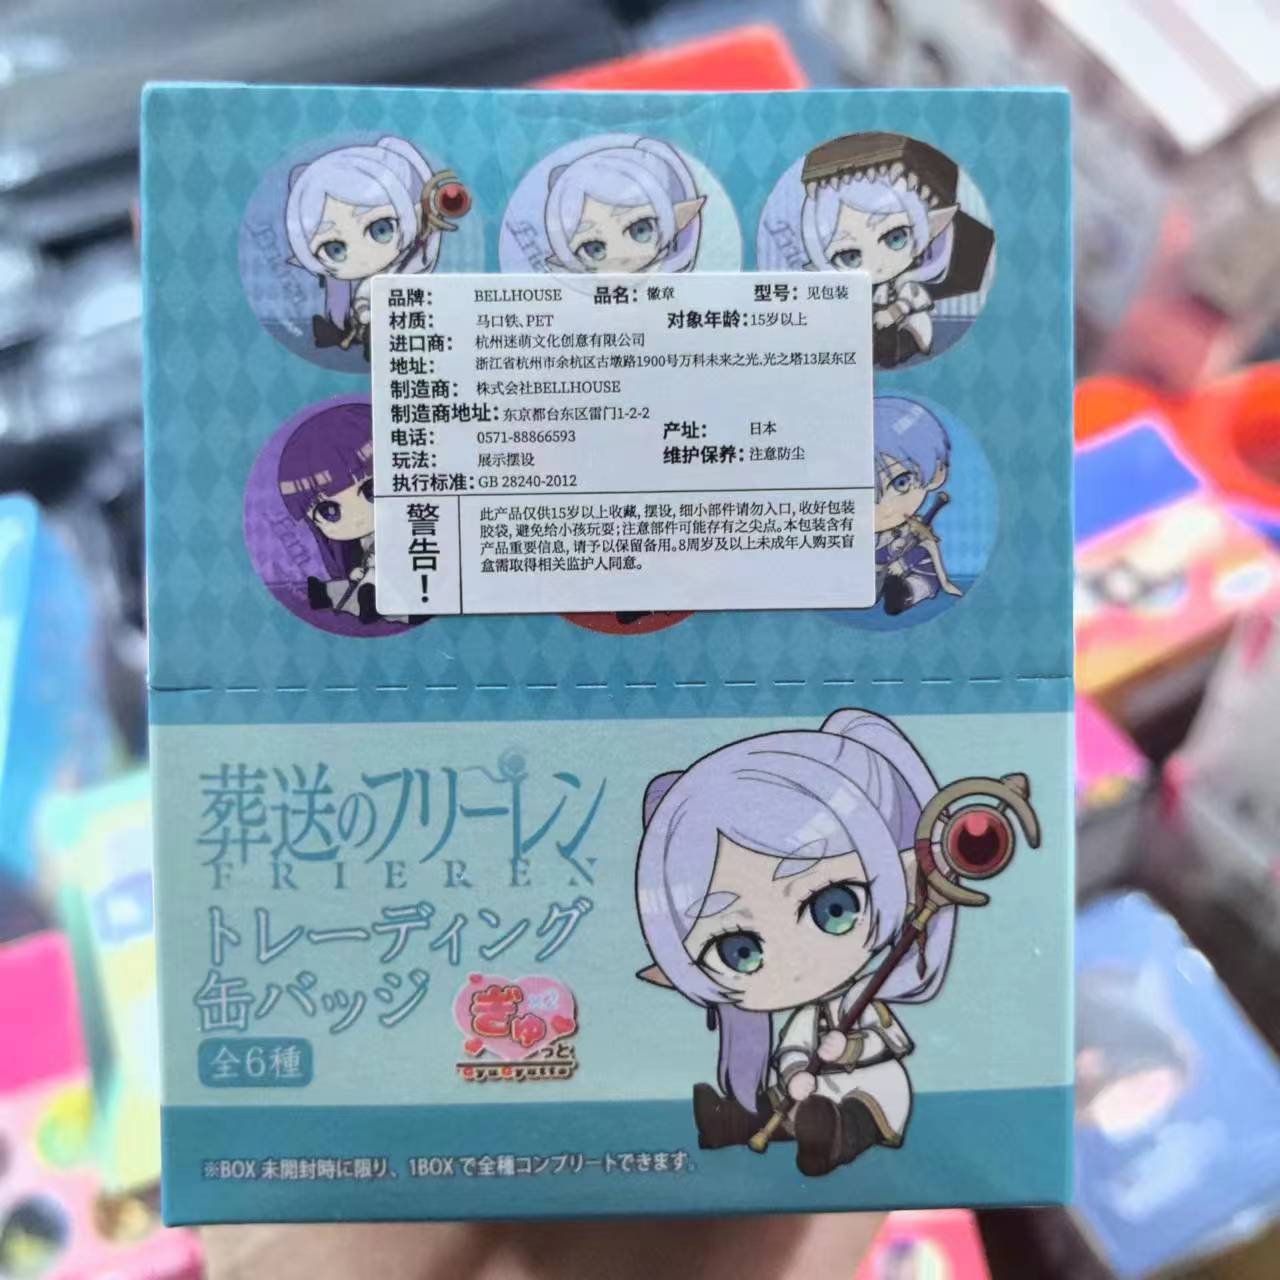 品牌： BELLHOUSE 品名：徽章 型号：见包装
材质： 马口铁、PET 对象年龄：15岁以上
进口商： 杭州迷萌文化创意有限公司
地址： 浙江省杭州市余杭区古墩路1900号万科未来之光.光之塔13层东区
制造商： 株式会社BELLHOUSE
制造商地址：东京都台东区雷门1-2-2
电话： 0571-88866593 产址： 日本
玩法： 展示摆设 维护保养：注意防尘
执行标准：GB 28240-2012
警告！
此产品仅供15岁以上收藏, 摆设, 细小部件请勿入口, 收好包装
胶袋, 避免给小孩玩耍；注意部件可能存有之尖点。本包装含有
产品重要信息, 请予以保留备用。8周岁及以上未成年人购买盲
盒需取得相关监护人同意。
葬送のフリーレン
FRIEREN
トレーディング
缶バッジ
全6種
ぎゅ
っと
GyuGyutto
※BOX 未開封時に限り、1BOX で全種コンプリートできます。